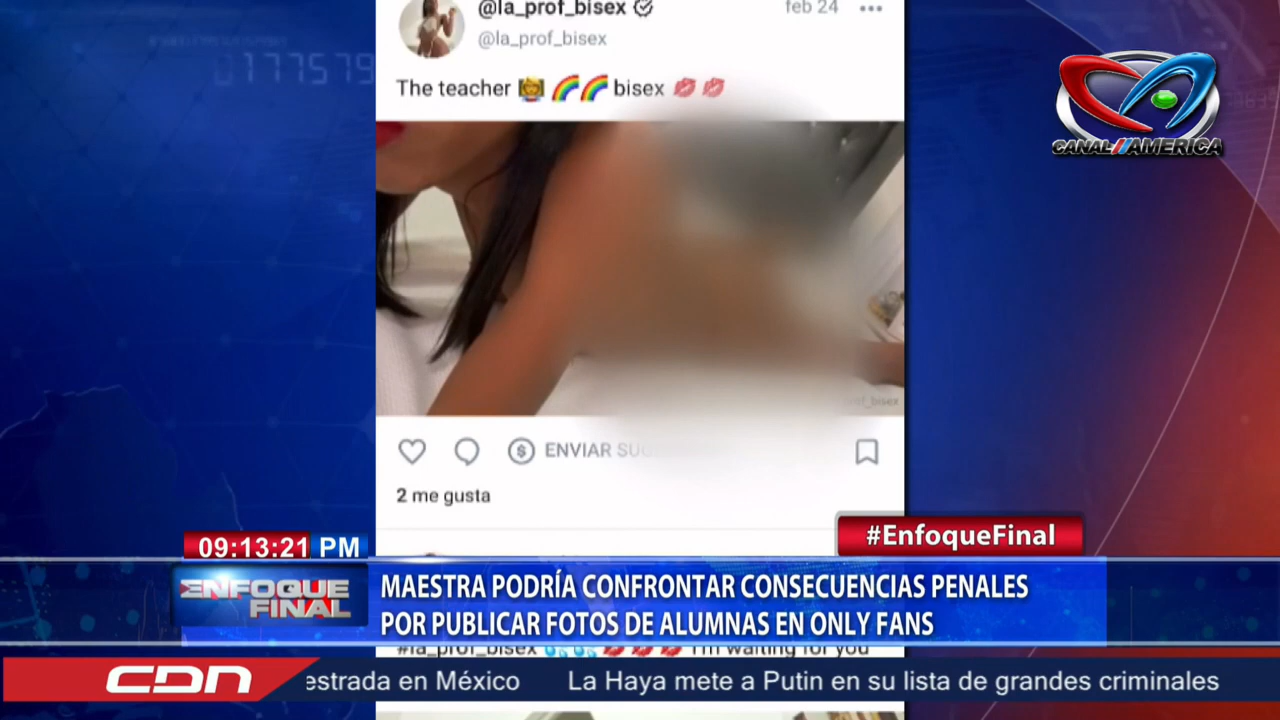 @la_prof_bisex
feb 24
@la_prof_bisex
The teacher 👩‍🏫 🌈🌈 bisex 💋💋
CANAL//AMERICA
ENVIAR
2 me gusta
#EnfoqueFinal
09:13:21 PM
ENFOQUE
FINAL
MAESTRA PODRÍA CONFRONTAR CONSECUENCIAS PENALES
POR PUBLICAR FOTOS DE ALUMNAS EN ONLY FANS
#la_prof_bisex 💦💦 💋💋💋 I'm waiting for you
CDN
estrada en México La Haya mete a Putin en su lista de grandes criminales